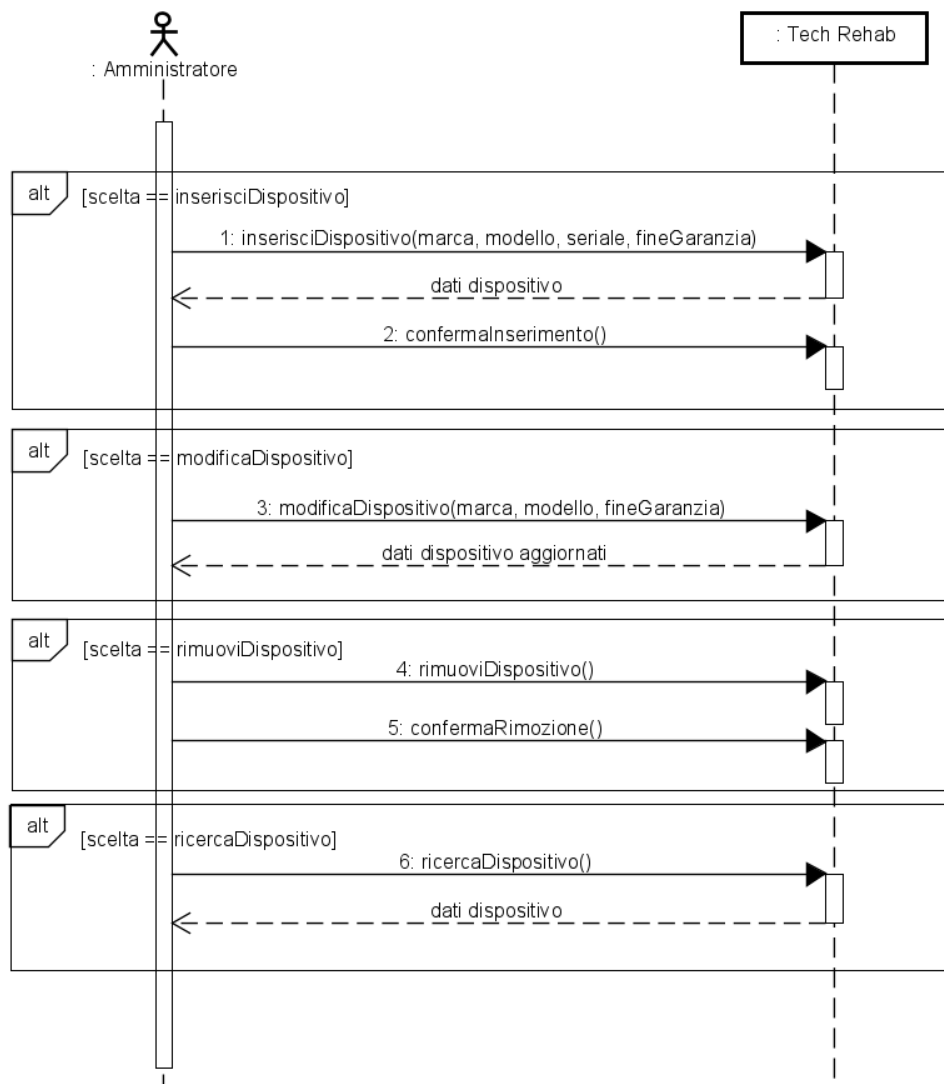 : Amministratore
: Tech Rehab
alt
[scelta == inserisciDispositivo]
1: inserisciDispositivo(marca, modello, seriale, fineGaranzia)
dati dispositivo
2: confermaInserimento()
alt
[scelta == modificaDispositivo]
3: modificaDispositivo(marca, modello, fineGaranzia)
dati dispositivo aggiornati
alt
[scelta == rimuoviDispositivo]
4: rimuoviDispositivo()
5: confermaRimozione()
alt
[scelta == ricercaDispositivo]
6: ricercaDispositivo()
dati dispositivo